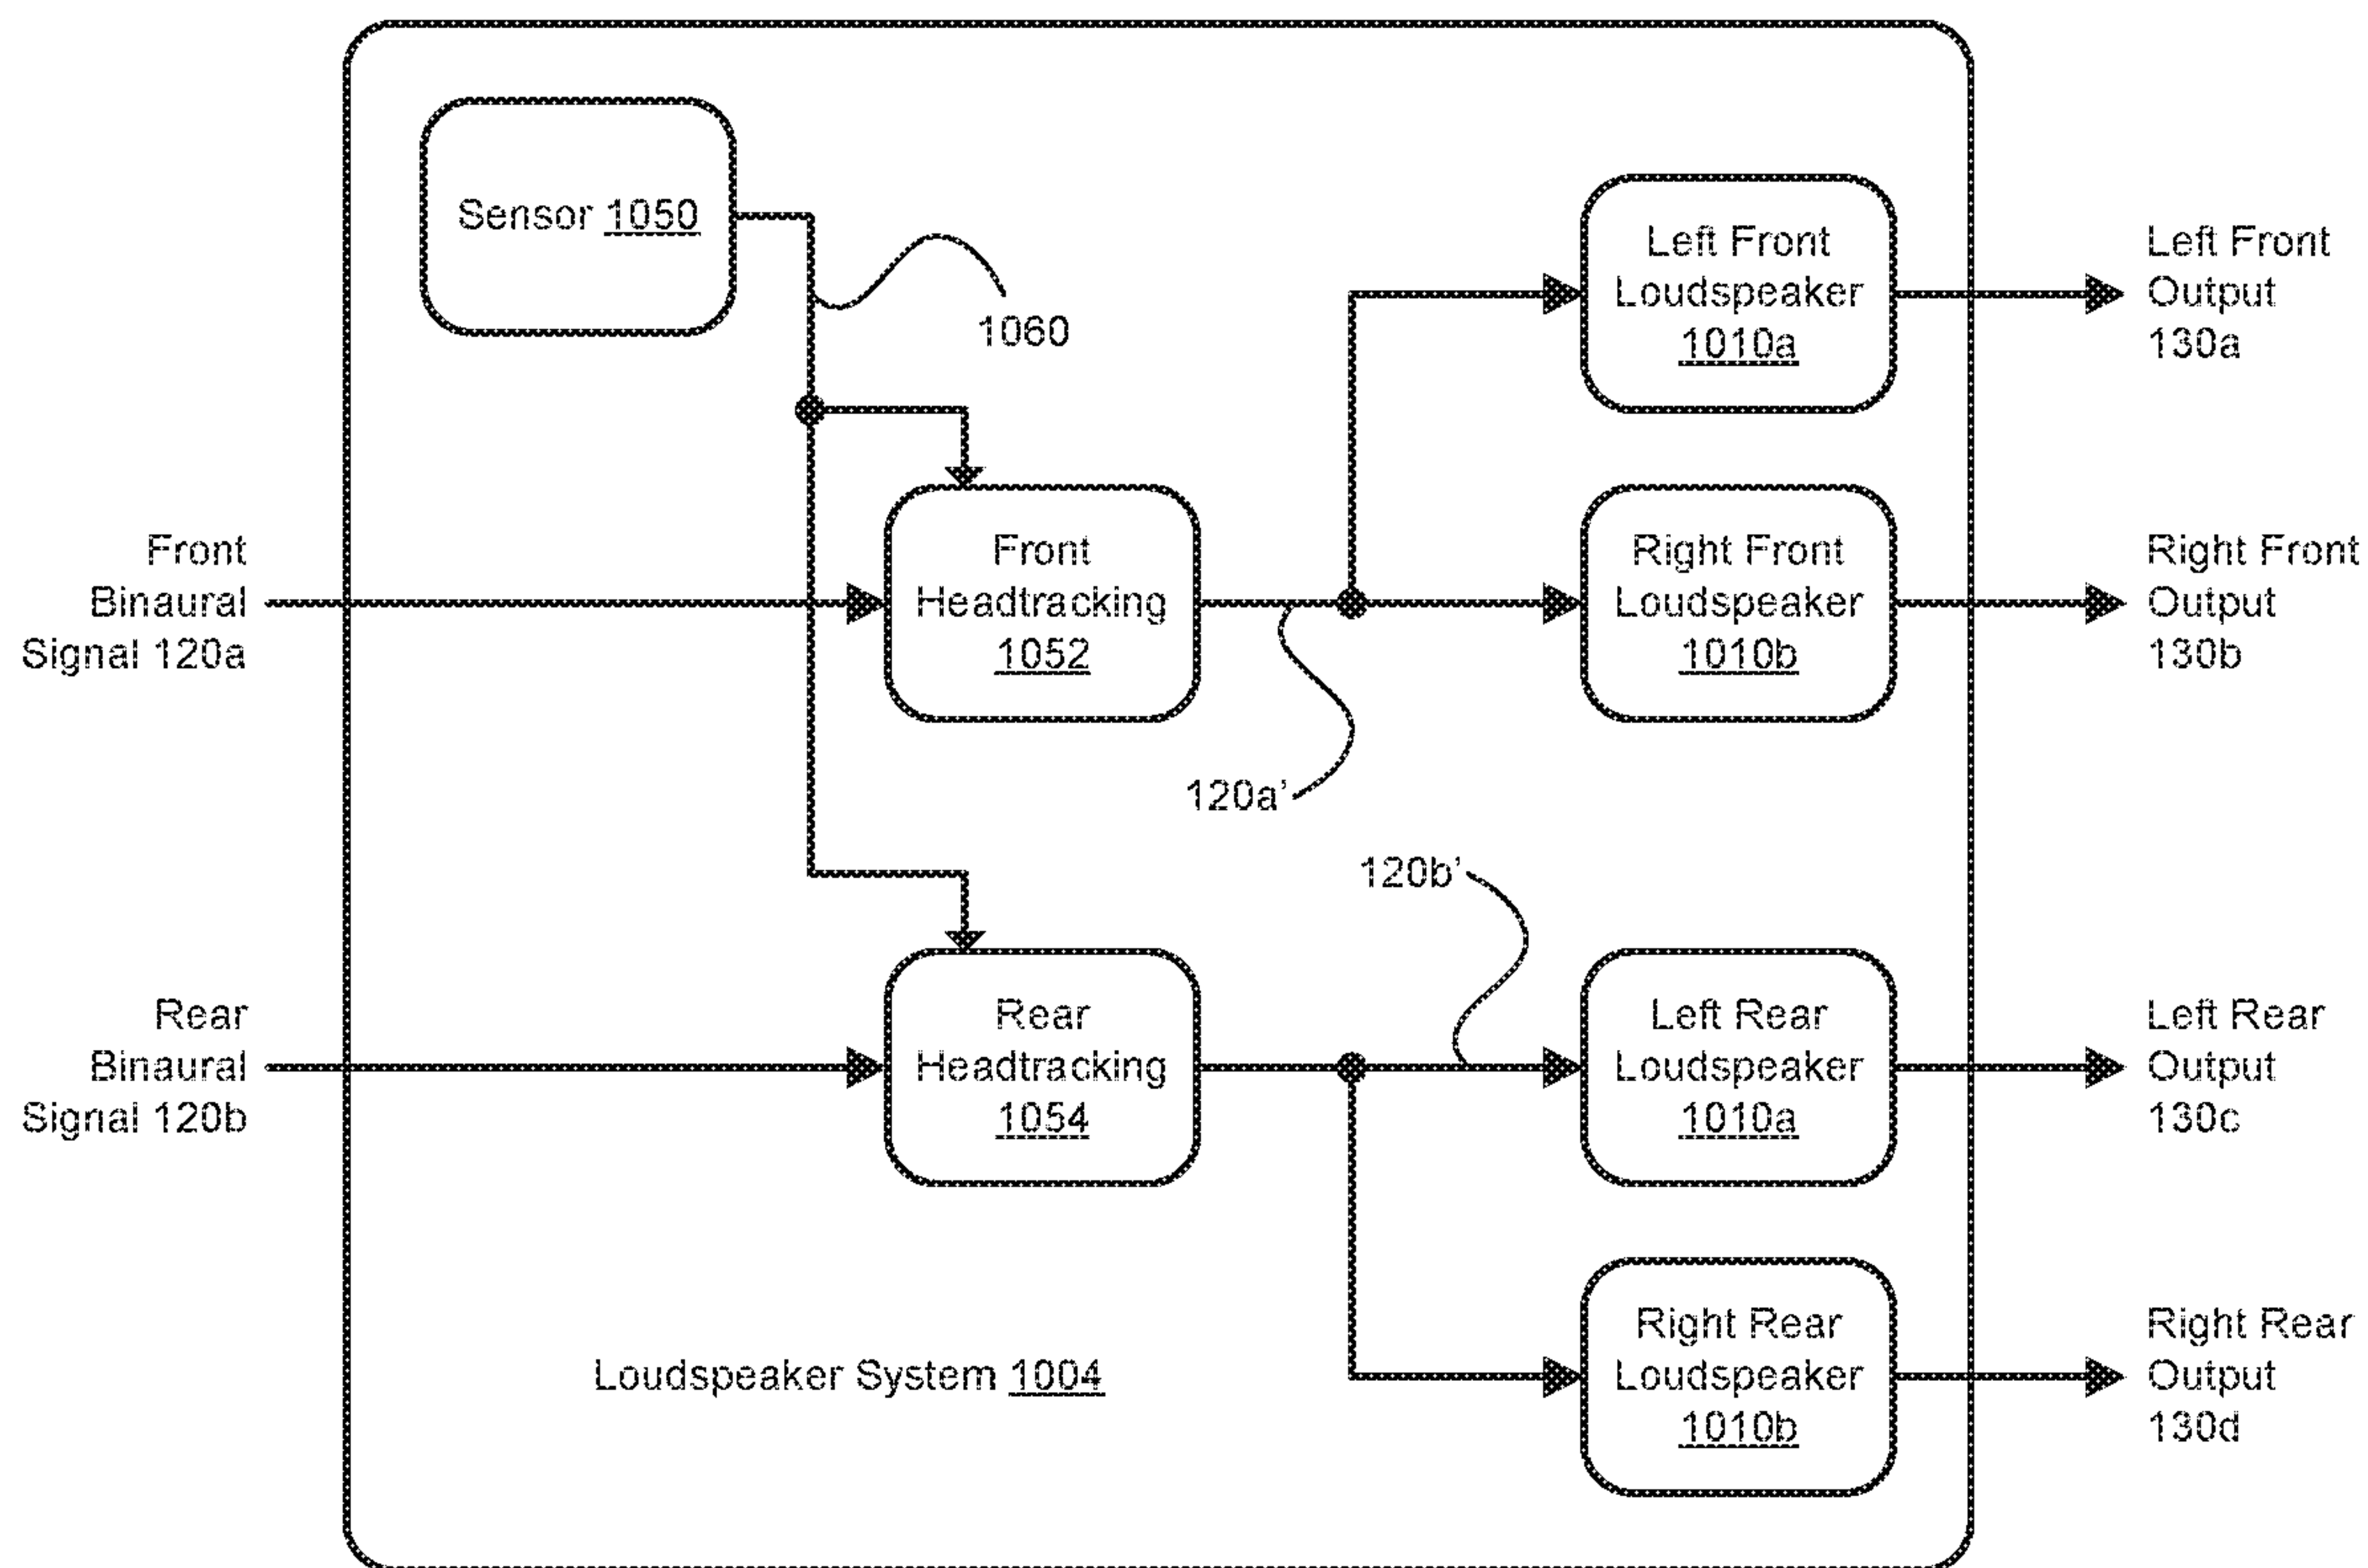 Sensor 1050
1060
Left Front
Loudspeaker
1010a
Left Front
Output
130a
Front
Binaural
Signal 120a
Front
Headtracking
1052
Right Front
Loudspeaker
1010b
Right Front
Output
130b
120a’
120b’
Rear
Binaural
Signal 120b
Rear
Headtracking
1054
Left Rear
Loudspeaker
1010a
Left Rear
Output
130c
Loudspeaker System 1004
Right Rear
Loudspeaker
1010b
Right Rear
Output
130d